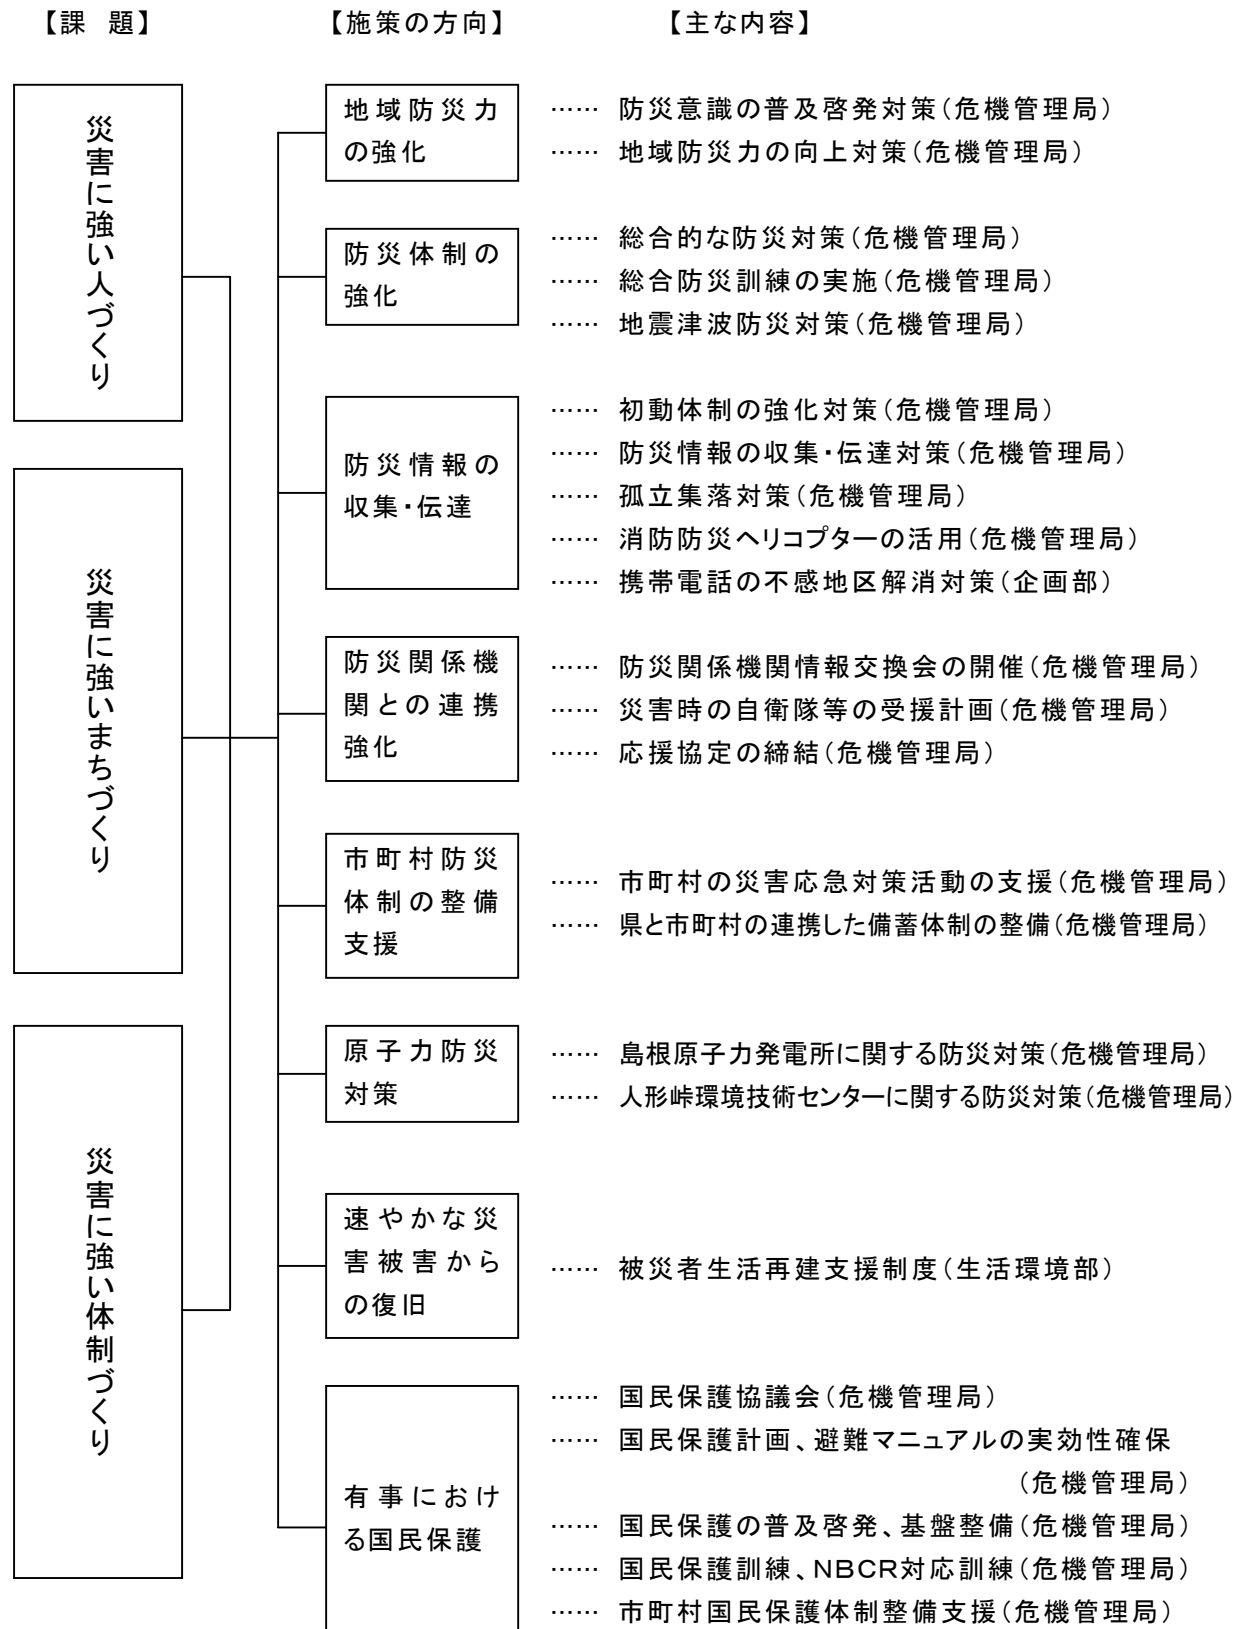 【課　題】
【施策の方向】
【主な内容】
災害に強い人づくり
災害に強いまちづくり
災害に強い体制づくり
地域防災力
の強化
…… 防災意識の普及啓発対策(危機管理局)
…… 地域防災力の向上対策(危機管理局)
防災体制の
強化
…… 総合的な防災対策(危機管理局)
…… 総合防災訓練の実施(危機管理局)
…… 地震津波防災対策(危機管理局)
防災情報の
収集・伝達
…… 初動体制の強化対策(危機管理局)
…… 防災情報の収集・伝達対策(危機管理局)
…… 孤立集落対策(危機管理局)
…… 消防防災ヘリコプターの活用(危機管理局)
…… 携帯電話の不感地区解消対策(企画部)
防災関係機
関との連携
強化
…… 防災関係機関情報交換会の開催(危機管理局)
…… 災害時の自衛隊等の受援計画(危機管理局)
…… 応援協定の締結(危機管理局)
市町村防災
体制の整備
支援
…… 市町村の災害応急対策活動の支援(危機管理局)
…… 県と市町村の連携した備蓄体制の整備(危機管理局)
原子力防災
対策
…… 島根原子力発電所に関する防災対策(危機管理局)
…… 人形峠環境技術センターに関する防災対策(危機管理局)
速やかな災
害被害から
の復旧
…… 被災者生活再建支援制度(生活環境部)
有事におけ
る国民保護
…… 国民保護協議会(危機管理局)
…… 国民保護計画、避難マニュアルの実効性確保
(危機管理局)
…… 国民保護の普及啓発、基盤整備(危機管理局)
…… 国民保護訓練、NBCR対応訓練(危機管理局)
…… 市町村国民保護体制整備支援(危機管理局)